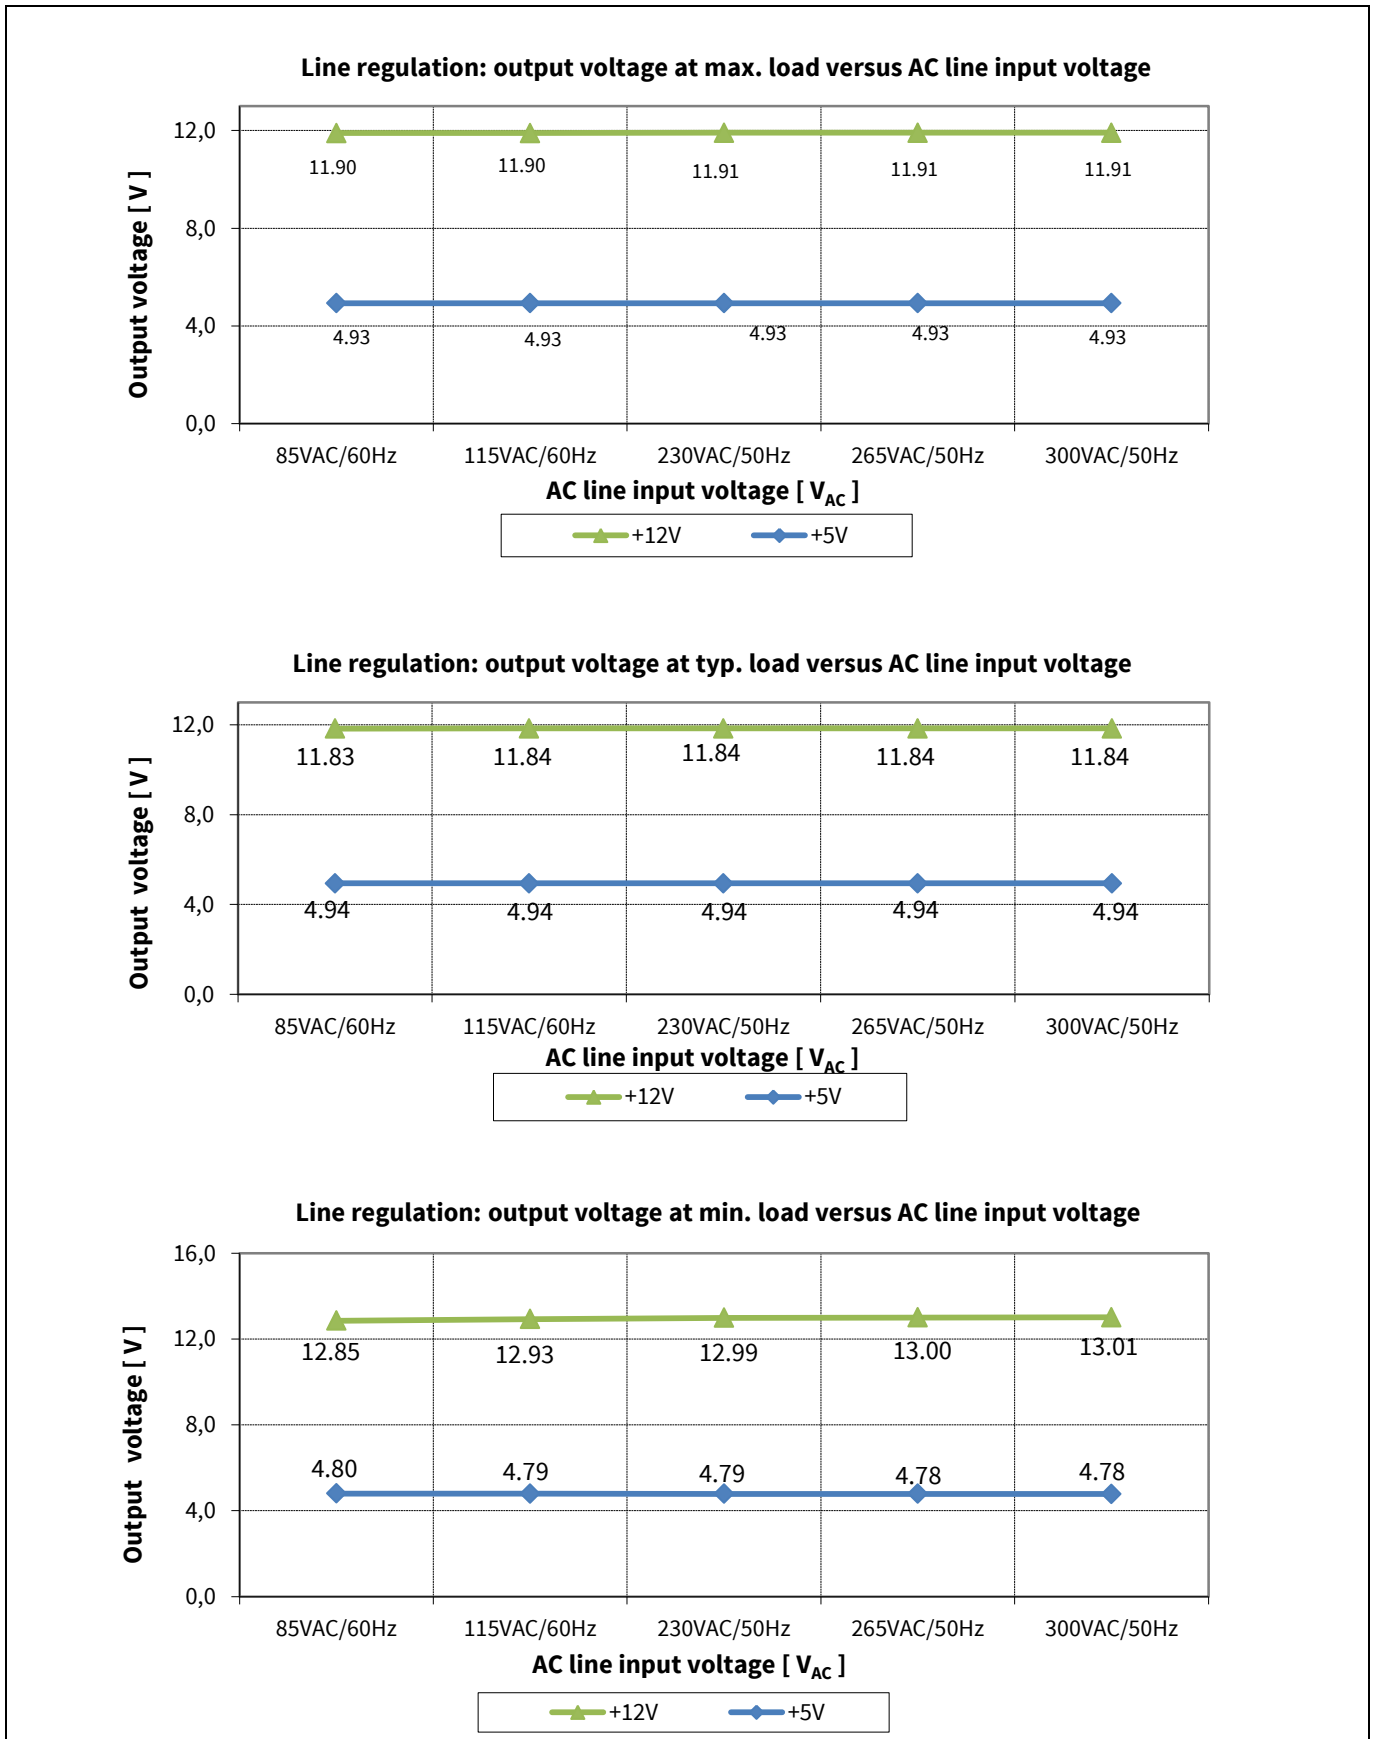 Line regulation: output voltage at max. load versus AC line input voltage
Output voltage [ V ]
12,0
8,0
4,0
0,0
11.90 11.90 11.91 11.91 11.91
4.93 4.93 4.93 4.93 4.93
85VAC/60Hz 115VAC/60Hz 230VAC/50Hz 265VAC/50Hz 300VAC/50Hz
AC line input voltage [ VAC ]
+12V +5V
Line regulation: output voltage at typ. load versus AC line input voltage
Output voltage [ V ]
12,0
8,0
4,0
0,0
11.83 11.84 11.84 11.84 11.84
4.94 4.94 4.94 4.94 4.94
85VAC/60Hz 115VAC/60Hz 230VAC/50Hz 265VAC/50Hz 300VAC/50Hz
AC line input voltage [ VAC ]
+12V +5V
Line regulation: output voltage at min. load versus AC line input voltage
Output voltage [ V ]
16,0
12,0
8,0
4,0
0,0
12.85 12.93 12.99 13.00 13.01
4.80 4.79 4.79 4.78 4.78
85VAC/60Hz 115VAC/60Hz 230VAC/50Hz 265VAC/50Hz 300VAC/50Hz
AC line input voltage [ VAC ]
+12V +5V